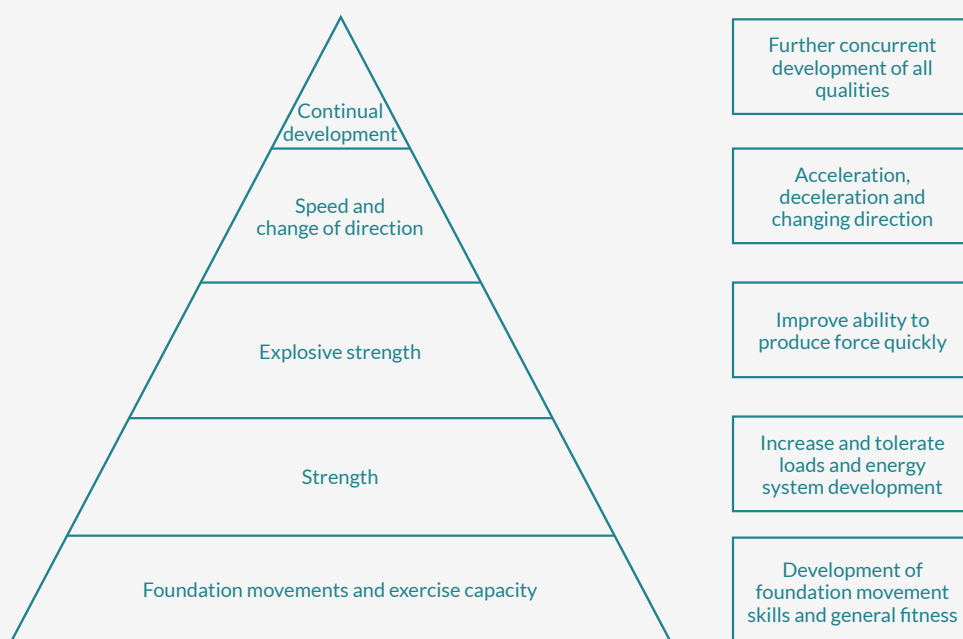 Continual
development
Further concurrent
development of all
qualities
Speed and
change of direction
Acceleration,
deceleration and
changing direction
Explosive strength
Improve ability to
produce force quickly
Strength
Increase and tolerate
loads and energy
system development
Foundation movements and exercise capacity
Development of
foundation movement
skills and general fitness